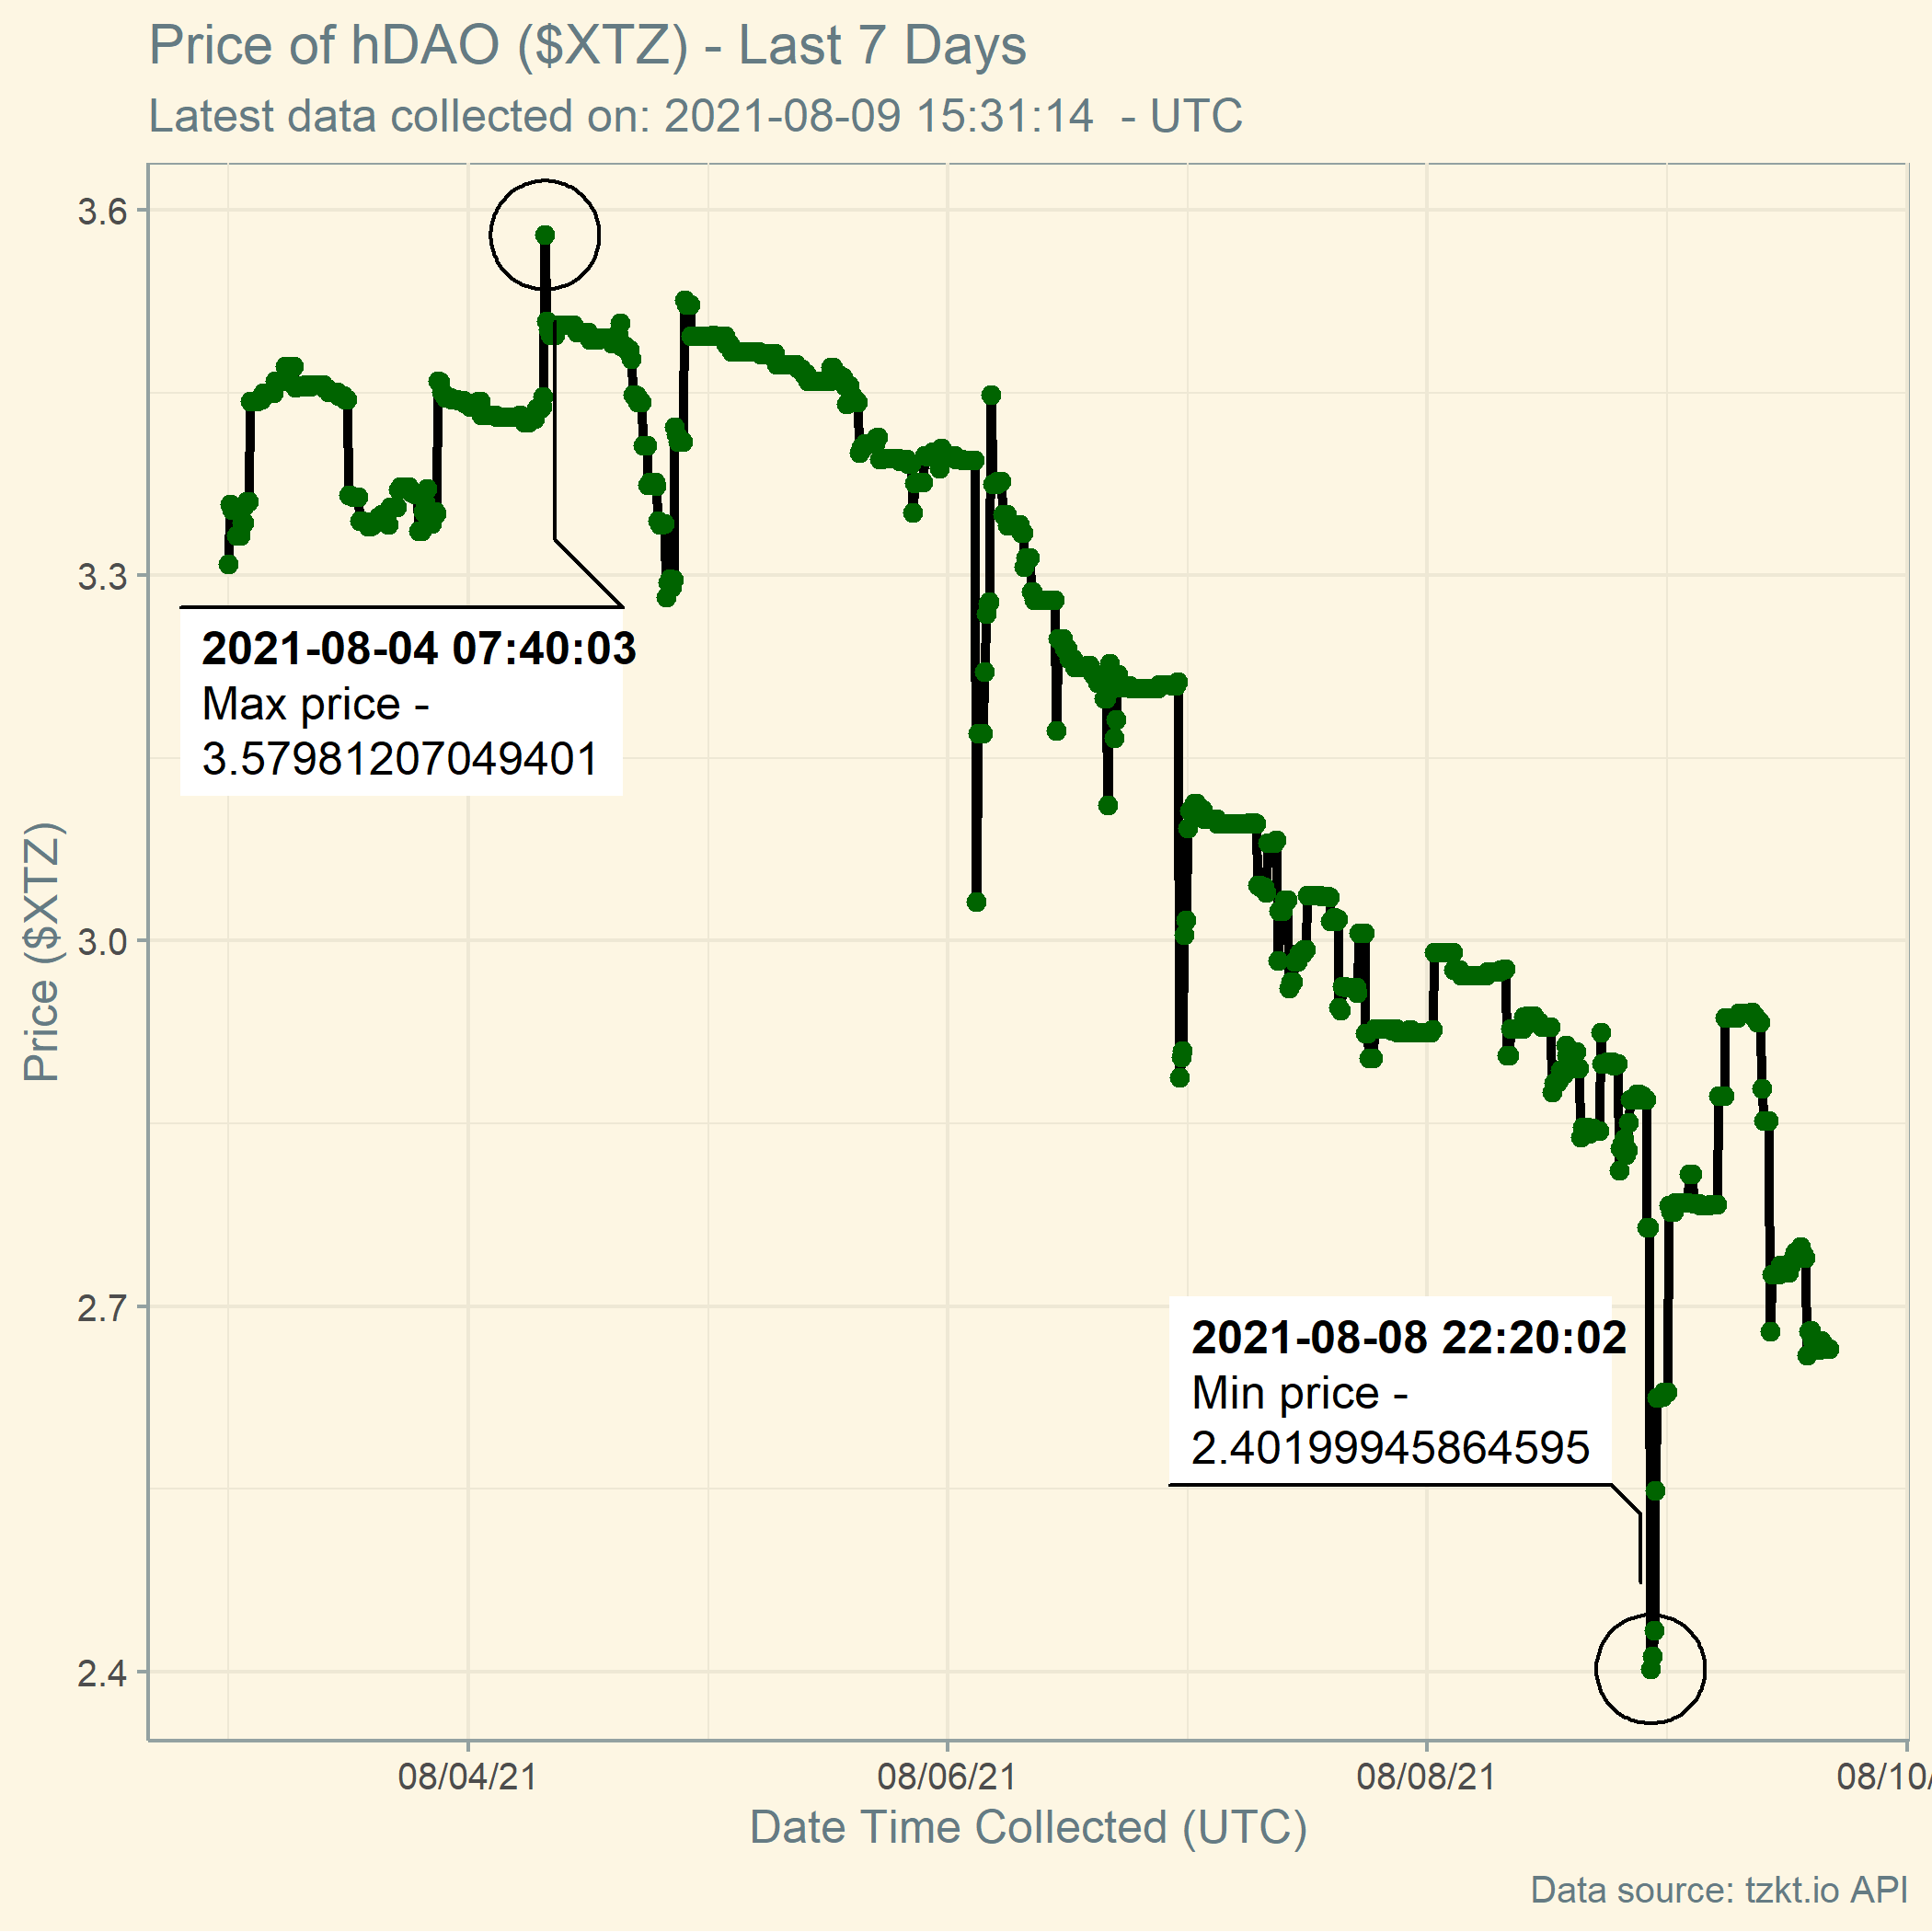 Price of hDAO ($XTZ) - Last 7 Days
Latest data collected on: 2021-08-09 15:31:14  - UTC
3.6
3.3
3.0
2.7
2.4
Price ($XTZ)
2021-08-04 07:40:03
Max price -
3.57981207049401
2021-08-08 22:20:02
Min price -
2.40199945864595
08/04/21
08/06/21
08/08/21
08/10/
Date Time Collected (UTC)
Data source: tzkt.io API